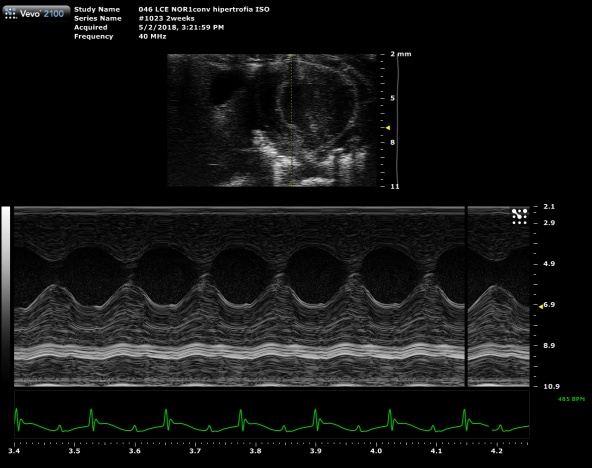 Vevo 2100
Study Name 046 LCE NOR1conv hipertrofia ISO
Series Name #1023 2weeks
Acquired 5/2/2018, 3:21:59 PM
Frequency 40 MHz
2 mm
5
8
11
2.1
2.9
4.9
6.9
8.9
10.9
485 BPM
3.4 3.5 3.6 3.7 3.8 3.9 4.0 4.1 4.2